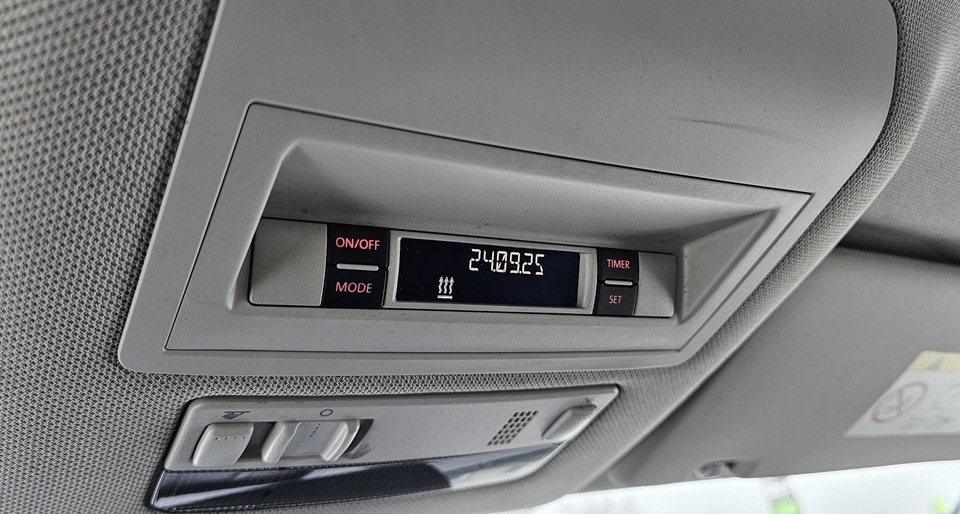 ON/OFF
MODE
24.09.25
TIMER
SET